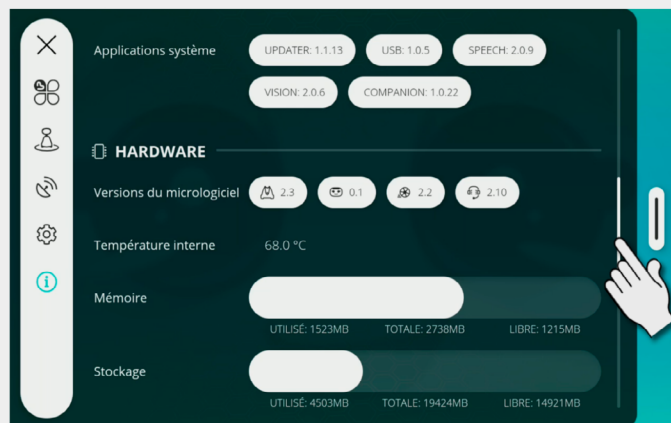 Applications système
UPDATER: 1.1.13
USB: 1.0.5
SPEECH: 2.0.9
VISION: 2.0.6
COMPANION: 1.0.22
HARDWARE
Versions du micrologiciel
2.3
0.1
2.2
2.10
Température interne
68.0 °C
Mémoire
UTILISÉ: 1523MB
TOTALE: 2738MB
LIBRE: 1215MB
Stockage
UTILISÉ: 4503MB
TOTALE: 19424MB
LIBRE: 14921MB